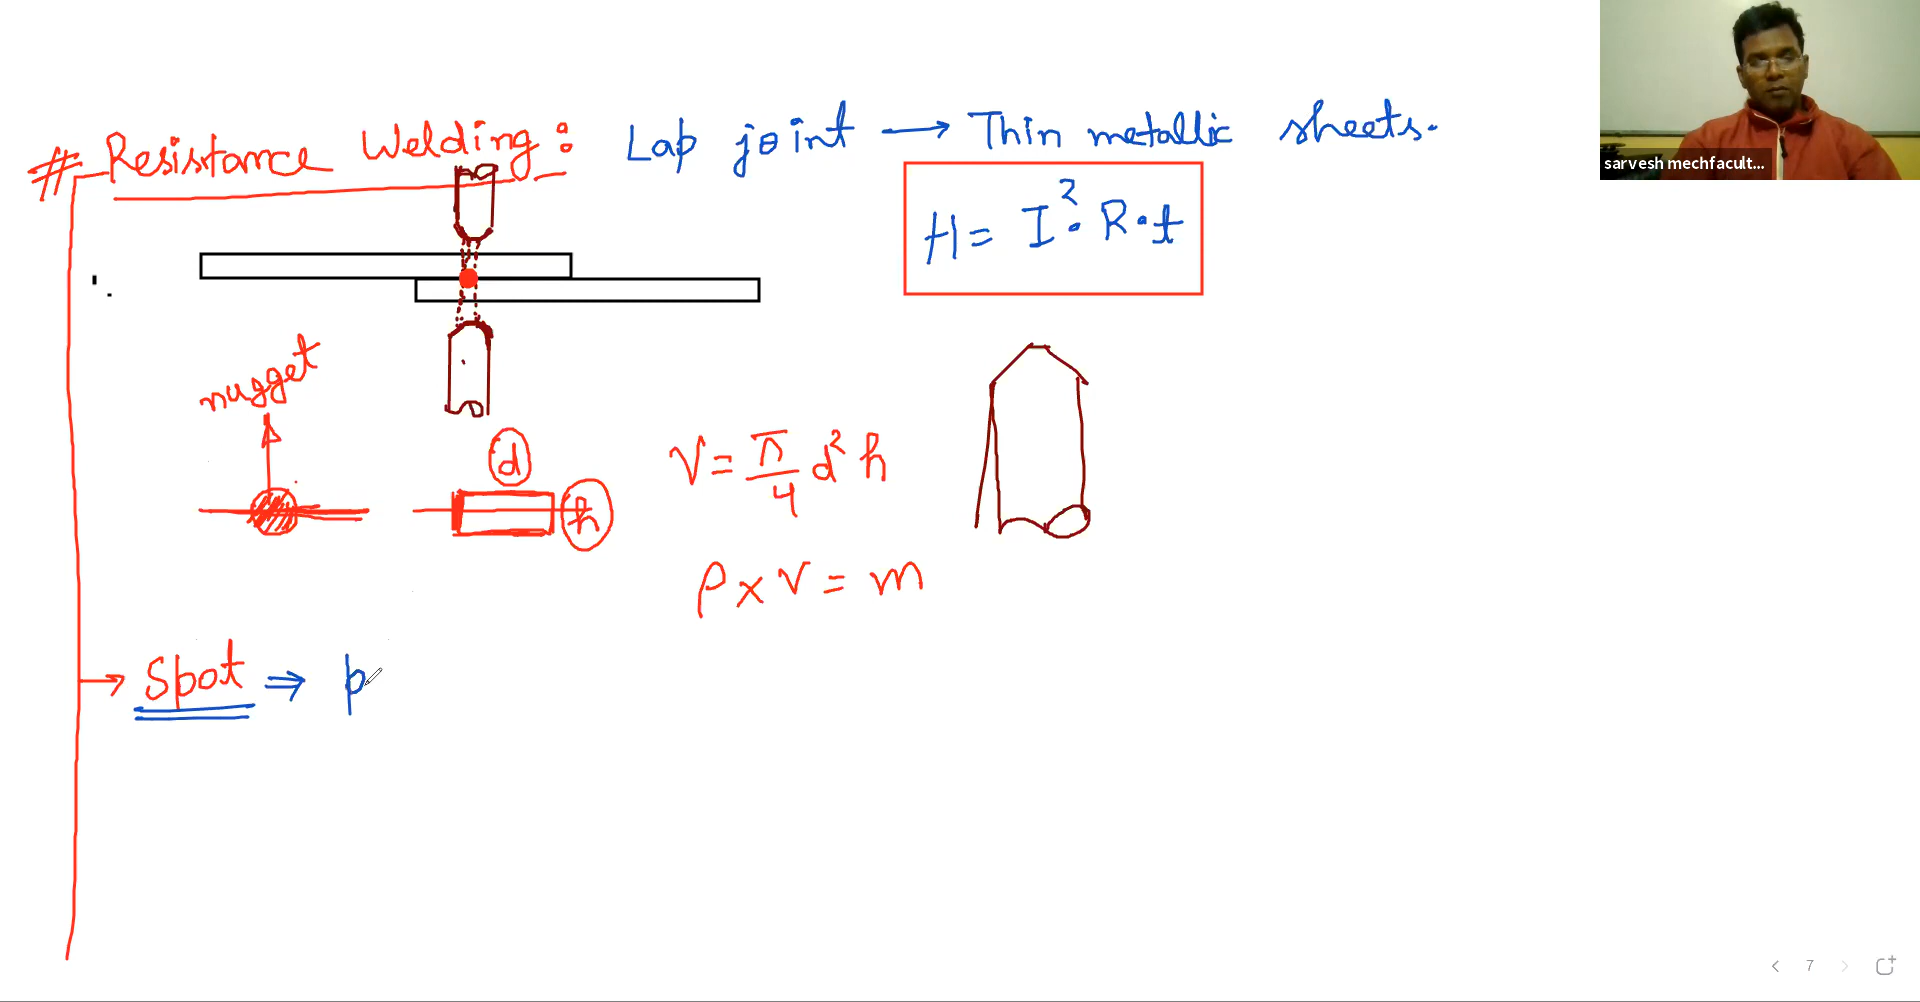 # Resistance Welding: Lap joint → Thin metallic sheets.
H = I².R.t
nugget
d
h
V = π/4 d² h
ρ x V = m
→ Spot ⇒ p
sarvesh mechfacult...
7